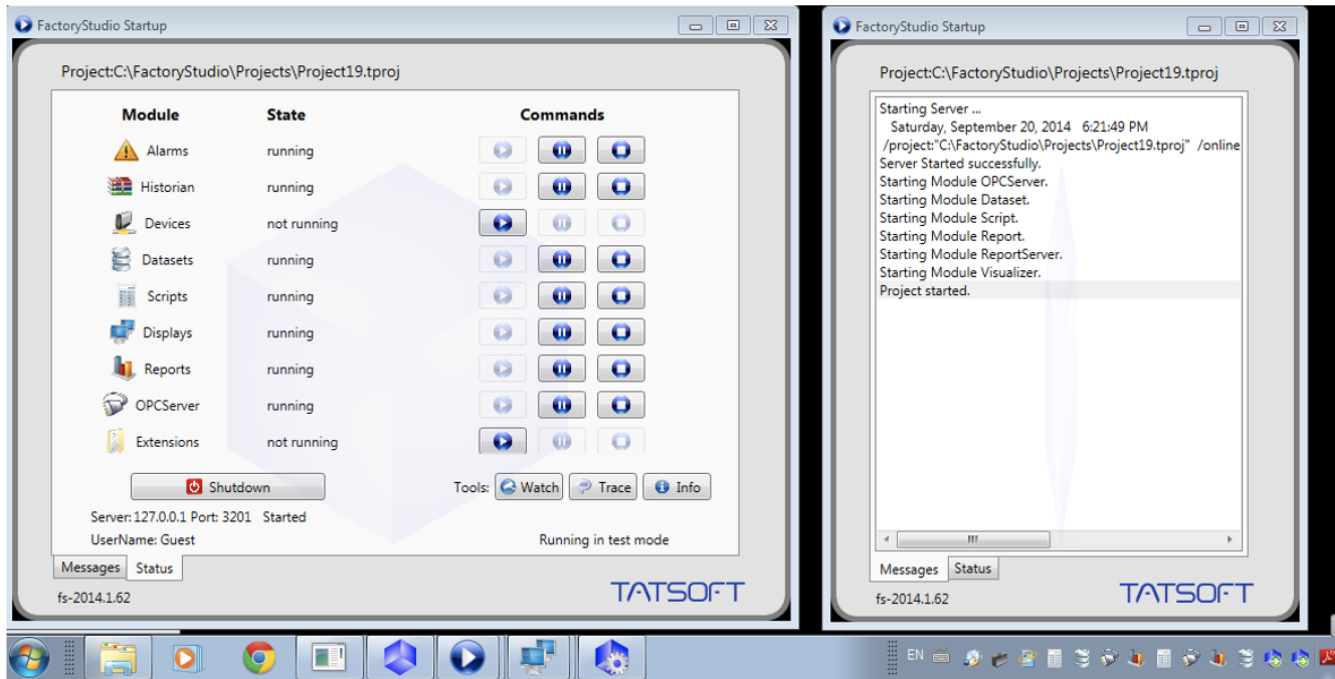 FactoryStudio Startup
Project:C:\FactoryStudio\Projects\Project19.tproj
Module State Commands
Alarms running
Historian running
Devices not running
Datasets running
Scripts running
Displays running
Reports running
OPCServer running
Extensions not running
Shutdown Tools: Watch Trace Info
Server: 127.0.0.1 Port: 3201 Started
UserName: Guest Running in test mode
Messages Status
fs-2014.1.62 TATSOFT
FactoryStudio Startup
Project:C:\FactoryStudio\Projects\Project19.tproj
Starting Server ...
Saturday, September 20, 2014 6:21:49 PM
/project:"C:\FactoryStudio\Projects\Project19.tproj" /online
Server Started successfully.
Starting Module OPCServer.
Starting Module Dataset.
Starting Module Script.
Starting Module Report.
Starting Module ReportServer.
Starting Module Visualizer.
Project started.
Messages Status
fs-2014.1.62 TATSOFT
EN